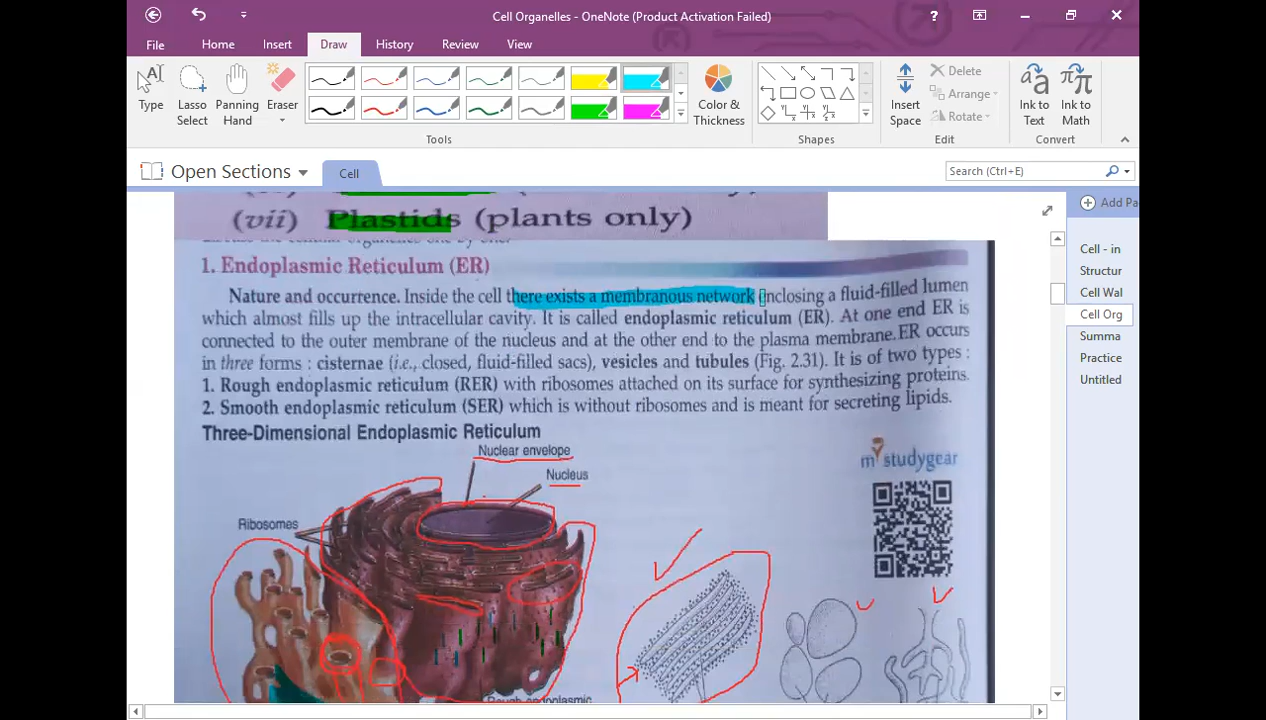 Cell Organelles - OneNote (Product Activation Failed)
?
File Home Insert Draw History Review View
Type
Lasso Select
Panning Hand
Eraser
Color & Thickness
Insert Space
Delete
Arrange
Rotate
Ink to Text
Ink to Math
Tools Shapes Edit Convert
Open Sections Cell Search (Ctrl+E)
Add Pa
Cell - in
Structur
Cell Wal
Cell Org
Summa
Practice
Untitled
(vii) Plastids (plants only)
1. Endoplasmic Reticulum (ER)
Nature and occurrence. Inside the cell there exists a membranous network enclosing a fluid-filled lumen
which almost fills up the intracellular cavity. It is called endoplasmic reticulum (ER). At one end ER is
connected to the outer membrane of the nucleus and at the other end to the plasma membrane. ER occurs
in three forms : cisternae (i.e., closed, fluid-filled sacs), vesicles and tubules (Fig. 2.31). It is of two types :
1. Rough endoplasmic reticulum (RER) with ribosomes attached on its surface for synthesizing proteins.
2. Smooth endoplasmic reticulum (SER) which is without ribosomes and is meant for secreting lipids.
Three-Dimensional Endoplasmic Reticulum
Nuclear envelope
Nucleus
Ribosomes
my studygear
Rough endoplasmic